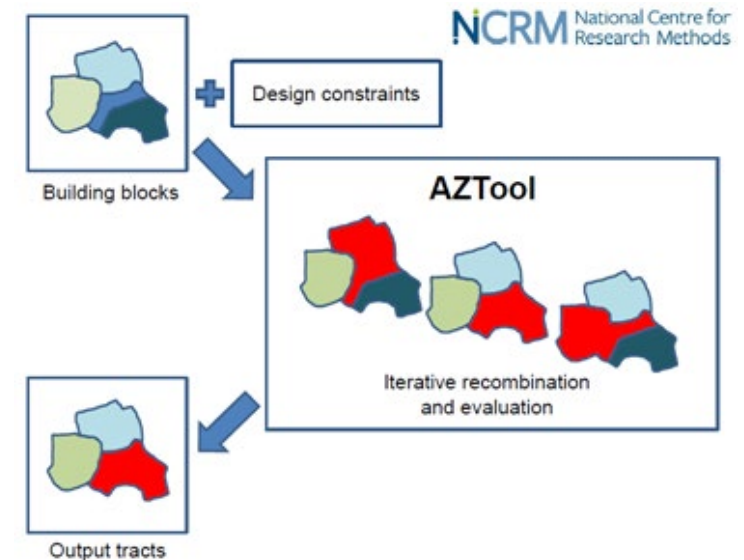 NCRM National Centre for
Research Methods
Design constraints
Building blocks
AZTool
Iterative recombination
and evaluation
Output tracts